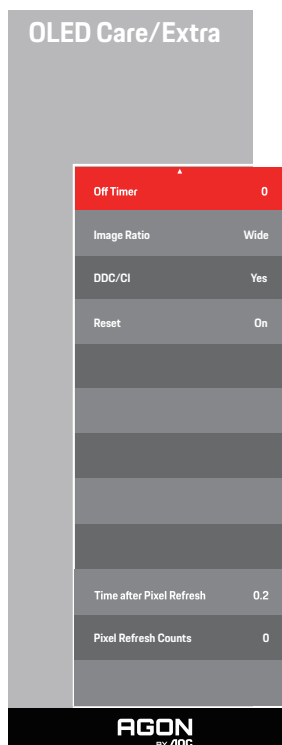 OLED Care/Extra
Off Timer 0
Image Ratio Wide
DDC/CI Yes
Reset On
Time after Pixel Refresh 0.2
Pixel Refresh Counts 0
AGON
BY AOC